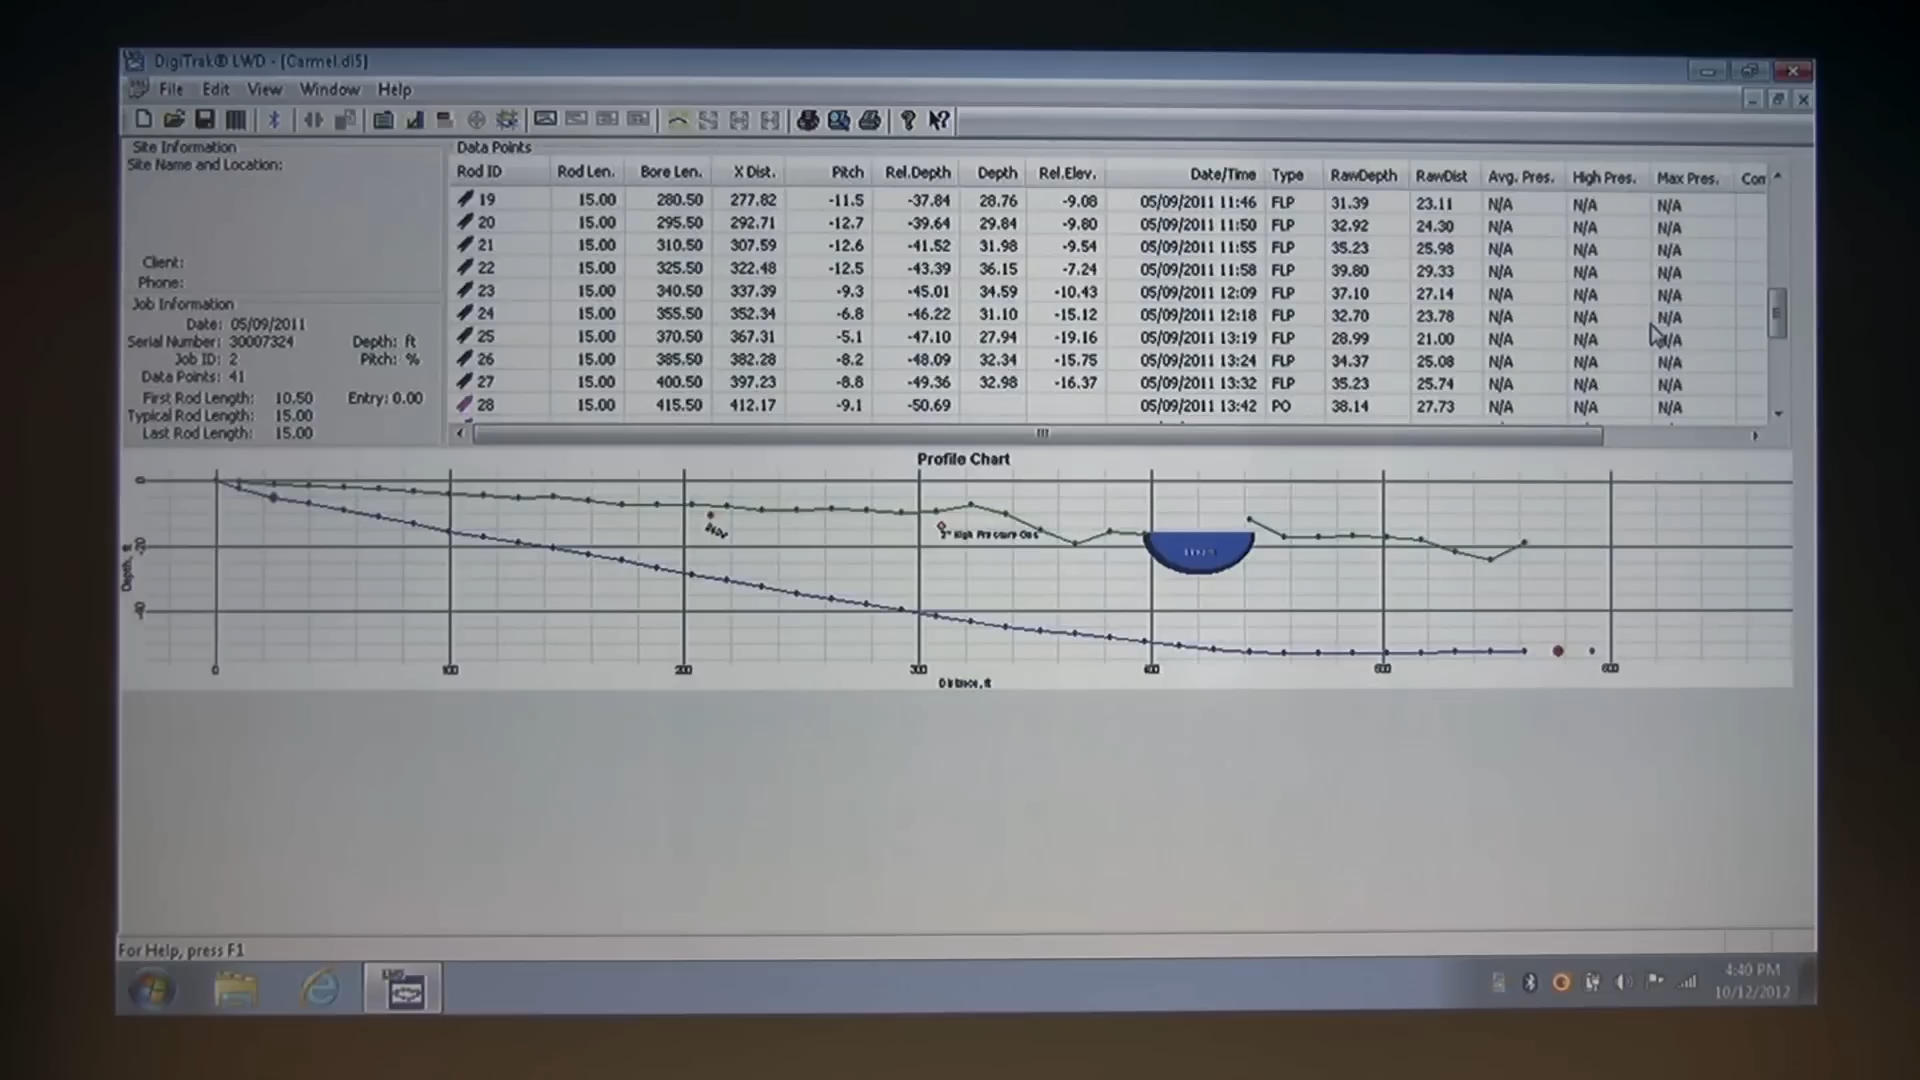 DigiTrak® LWD - [Carmel.dl5]
File Edit View Window Help
Site Information
Site Name and Location:
Client:
Phone:
Job Information
Date: 05/09/2011
Serial Number: 30007324 Depth: ft
Job ID: 2 Pitch: %
Data Points: 41
First Rod Length: 10.50 Entry: 0.00
Typical Rod Length: 15.00
Last Rod Length: 15.00
Data Points
Rod ID Rod Len. Bore Len. X Dist. Pitch Rel.Depth Depth Rel.Elev. Date/Time Type RawDepth RawDist Avg. Pres. High Pres. Max Pres. Con
19 15.00 280.50 277.82 -11.5 -37.84 28.76 -9.08 05/09/2011 11:46 FLP 31.39 23.11 N/A N/A N/A
20 15.00 295.50 292.71 -12.7 -39.64 29.84 -9.80 05/09/2011 11:50 FLP 32.92 24.30 N/A N/A N/A
21 15.00 310.50 307.59 -12.6 -41.52 31.98 -9.54 05/09/2011 11:55 FLP 35.23 25.98 N/A N/A N/A
22 15.00 325.50 322.48 -12.5 -43.39 36.15 -7.24 05/09/2011 11:58 FLP 39.80 29.33 N/A N/A N/A
23 15.00 340.50 337.39 -9.3 -45.01 34.59 -10.43 05/09/2011 12:09 FLP 37.10 27.14 N/A N/A N/A
24 15.00 355.50 352.34 -6.8 -46.22 31.10 -15.12 05/09/2011 12:18 FLP 32.70 23.78 N/A N/A N/A
25 15.00 370.50 367.31 -5.1 -47.10 27.94 -19.16 05/09/2011 13:19 FLP 28.99 21.00 N/A N/A N/A
26 15.00 385.50 382.28 -8.2 -48.09 32.34 -15.75 05/09/2011 13:24 FLP 34.37 25.08 N/A N/A N/A
27 15.00 400.50 397.23 -8.8 -49.36 32.98 -16.37 05/09/2011 13:32 FLP 35.23 25.74 N/A N/A N/A
28 15.00 415.50 412.17 -9.1 -50.69 05/09/2011 13:42 PO 38.14 27.73 N/A N/A N/A
Profile Chart
0
-20
-40
Depth, ft
2" High Pressure Gas
0 100 200 300 400 600
Distance, ft
For Help, press F1
LWD
4:40 PM
10/12/2012